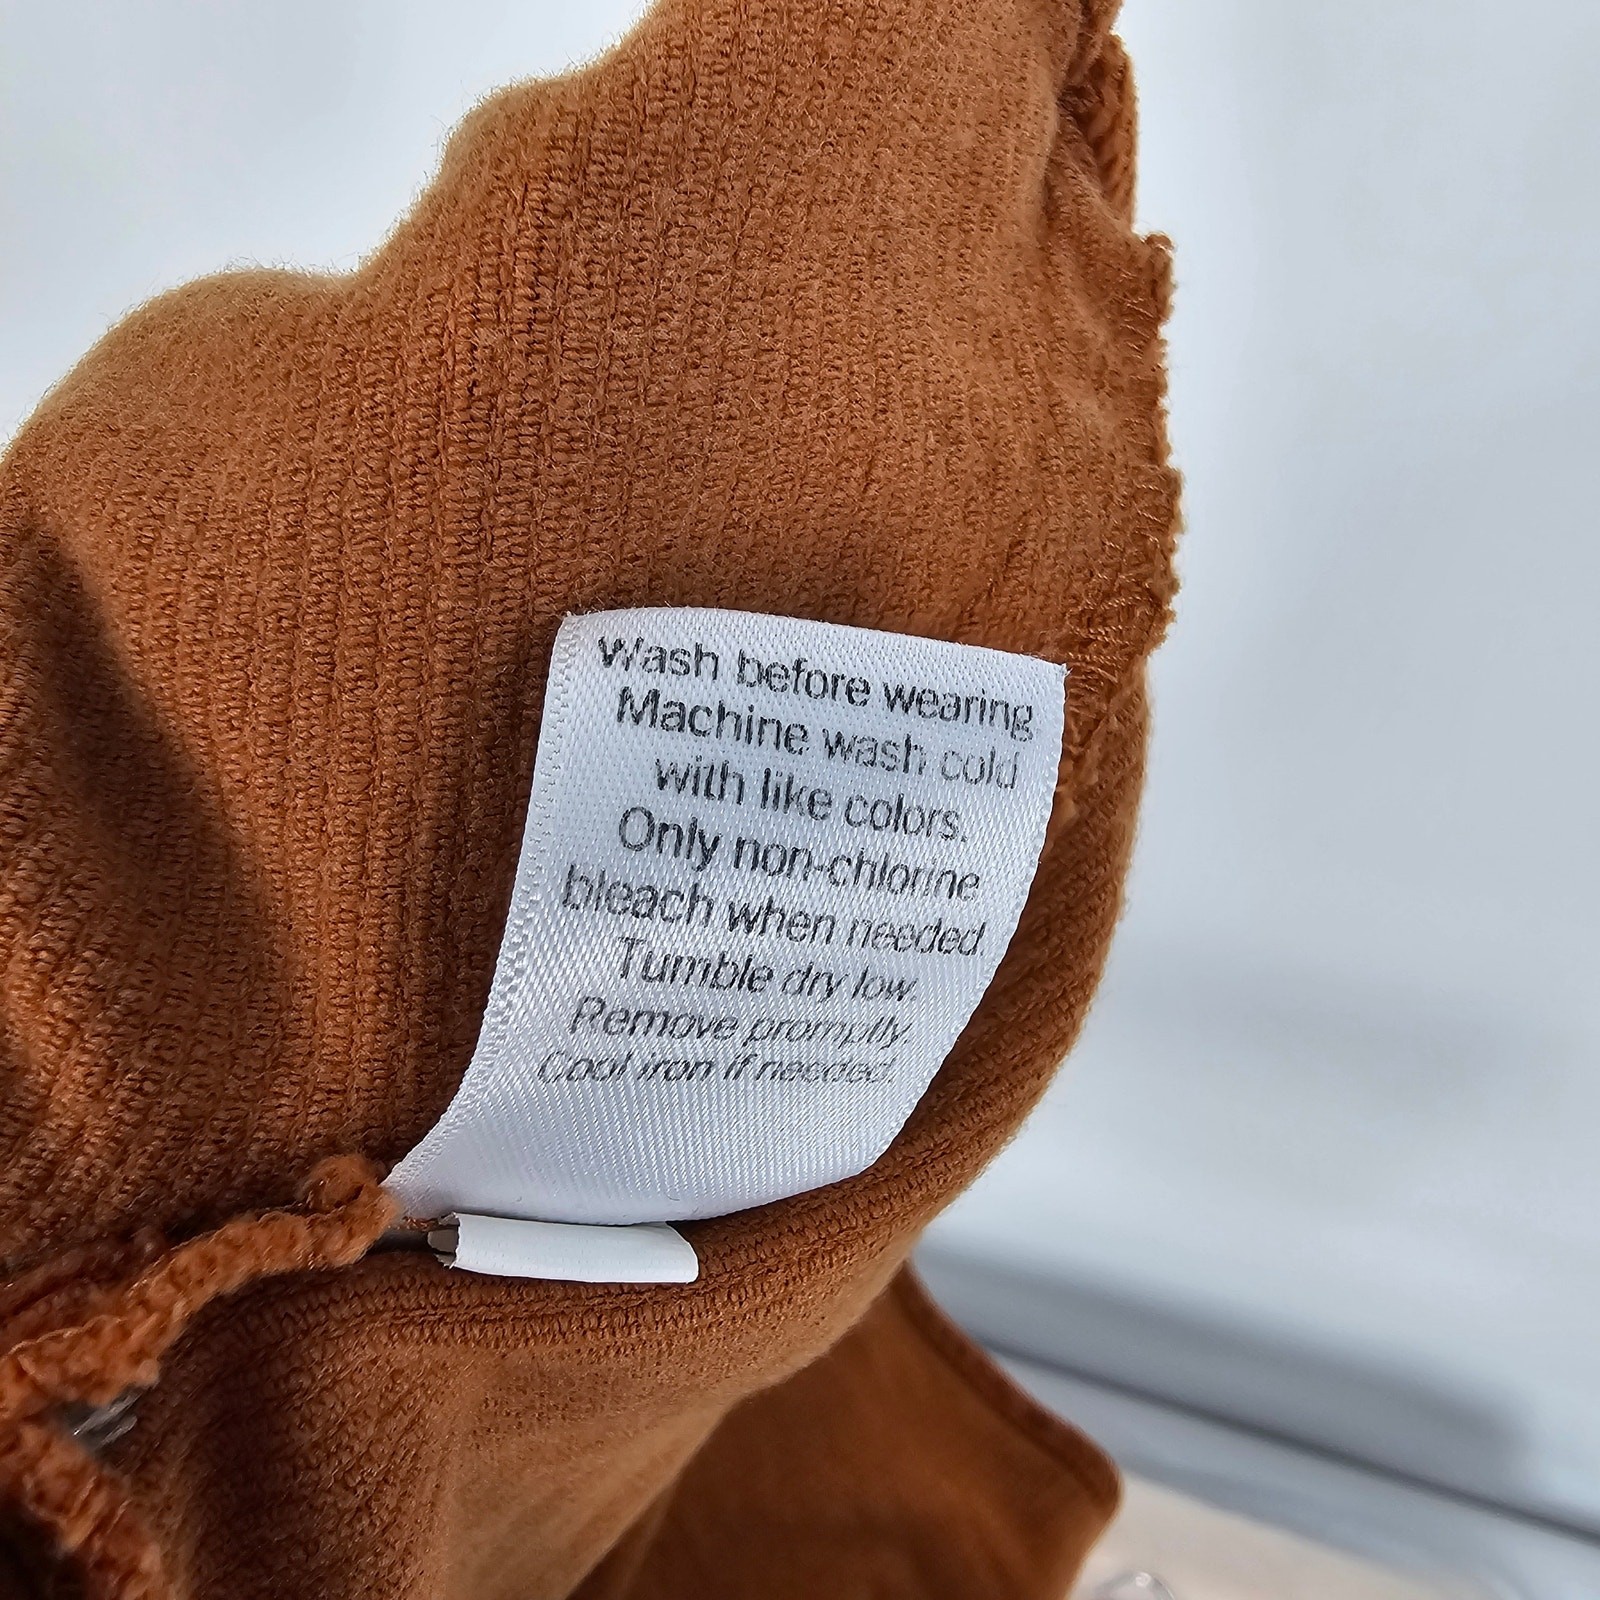 Wash before wearing
Machine wash cold
with like colors.
Only non-chlorine
bleach when needed.
Tumble dry low.
Remove promptly.
Cool iron if needed.